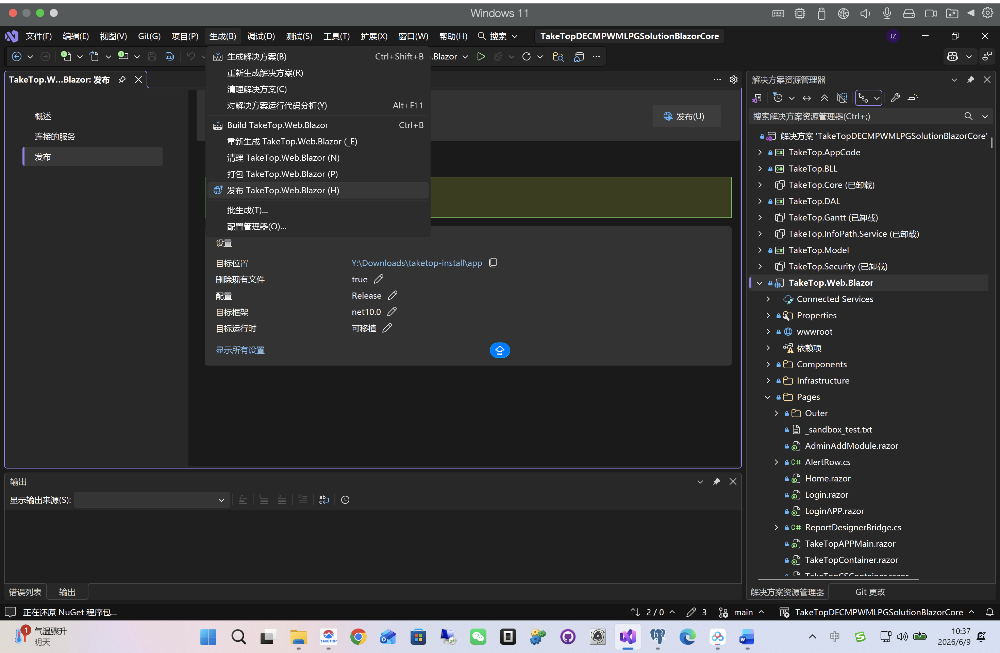 Windows 11
文件(F) 编辑(E) 视图(V) Git(G) 项目(P) 生成(B) 调试(D) 测试(S) 工具(T) 扩展(X) 窗口(W) 帮助(H) 搜索 TakeTopDECMPWMLPGSolutionBlazorCore JZ
.Blazor
TakeTop.W...Blazor: 发布
概述
连接的服务
发布
生成解决方案(B) Ctrl+Shift+B
重新生成解决方案(R)
清理解决方案(C)
对解决方案运行代码分析(Y) Alt+F11
Build TakeTop.Web.Blazor Ctrl+B
重新生成 TakeTop.Web.Blazor (_E)
清理 TakeTop.Web.Blazor (N)
打包 TakeTop.Web.Blazor (P)
发布 TakeTop.Web.Blazor (H)
批生成(T)...
配置管理器(O)...
发布(U)
设置
目标位置 Y:\Downloads\taketop-install\app
删除现有文件 true
配置 Release
目标框架 net10.0
目标运行时 可移植
显示所有设置
解决方案资源管理器
搜索解决方案资源管理器(Ctrl+;)
解决方案 'TakeTopDECMPWMLPGSolutionBlazorCore'
TakeTop.AppCode
TakeTop.BLL
TakeTop.Core (已卸载)
TakeTop.DAL
TakeTop.Gantt (已卸载)
TakeTop.InfoPath.Service (已卸载)
TakeTop.Model
TakeTop.Security (已卸载)
TakeTop.Web.Blazor
Connected Services
Properties
wwwroot
依赖项
Components
Infrastructure
Pages
Outer
_sandbox_test.txt
AdminAddModule.razor
C# AlertRow.cs
Home.razor
Login.razor
LoginAPP.razor
C# ReportDesignerBridge.cs
TakeTopAPPMain.razor
TakeTopContainer.razor
TakeTopCSContainer.razor
解决方案资源管理器 Git 更改
输出
显示输出来源(S):
错误列表 输出
正在还原 NuGet 程序包... 2 / 0 3 main TakeTopDECMPWMLPGSolutionBlazorCore
1 气温骤升
明天
TAKETOP
中
10:37
2026/6/9